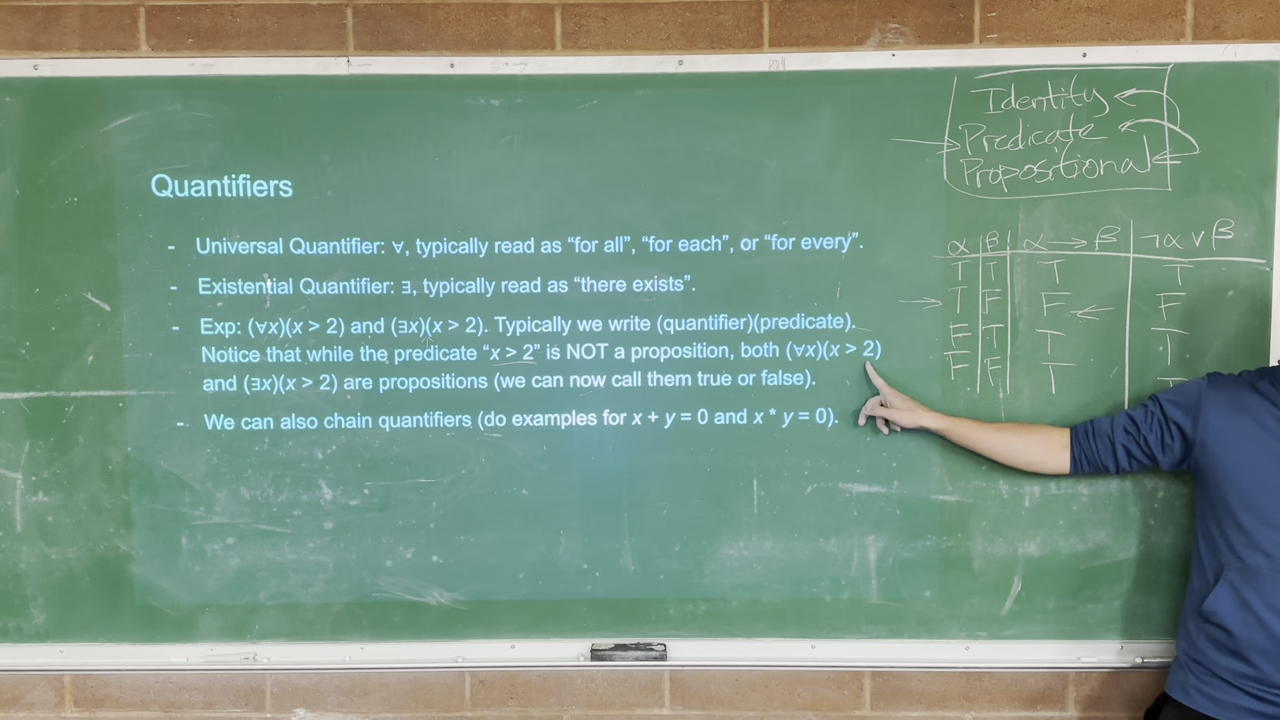 Quantifiers
- Universal Quantifier: ∀, typically read as “for all”, “for each”, or “for every”.
- Existential Quantifier: ∃, typically read as “there exists”.
- Exp: (∀x)(x > 2) and (∃x)(x > 2). Typically we write (quantifier)(predicate).
Notice that while the predicate “x > 2” is NOT a proposition, both (∀x)(x > 2)
and (∃x)(x > 2) are propositions (we can now call them true or false).
- We can also chain quantifiers (do examples for x + y = 0 and x * y = 0).
Identity
Predicate
Propositional
α β α → β ¬α ∨ β
T T T T
T F F F
F T T T
F F T T